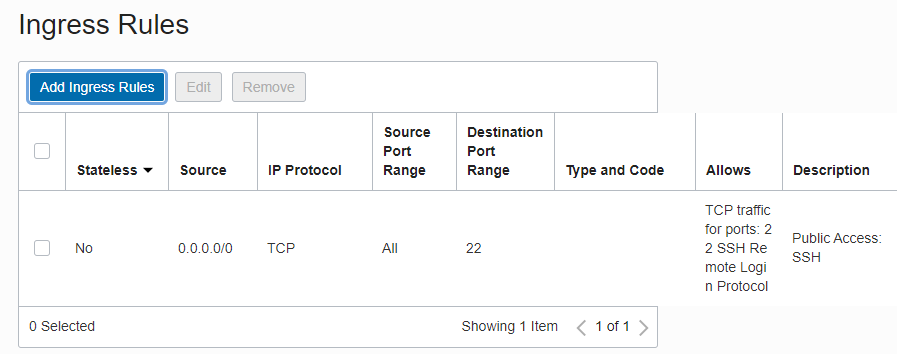 Ingress Rules
Add Ingress Rules Edit Remove
Stateless Source IP Protocol Source Port Range Destination Port Range Type and Code Allows Description
No 0.0.0.0/0 TCP All 22 TCP traffic for ports: 22 SSH Remote Login Protocol Public Access: SSH
0 Selected Showing 1 Item 1 of 1